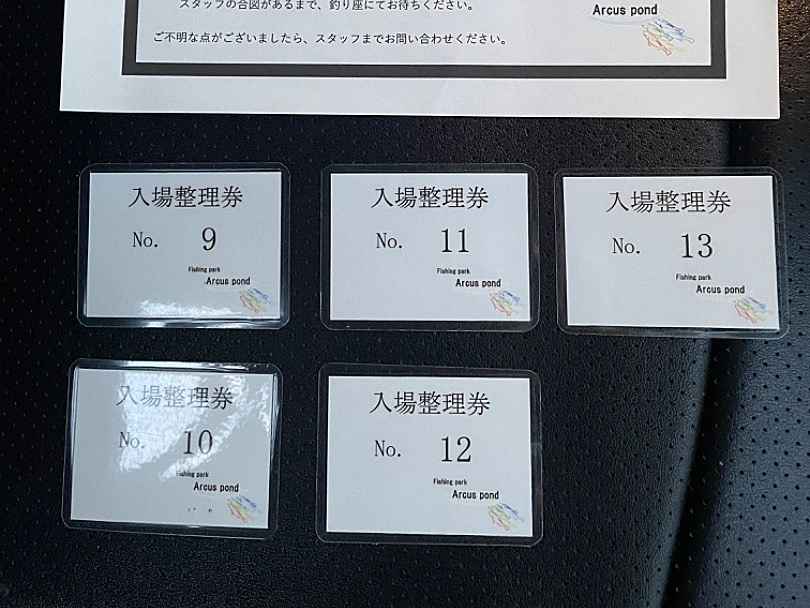 スタッフの合図があるまで、釣り座にてお待ちください。
ご不明な点がございましたら、スタッフまでお問い合わせください。
Arcus pond
入場整理券
No. 9
Fishing park
Arcus pond
入場整理券
No. 11
Fishing park
Arcus pond
入場整理券
No. 13
Fishing park
Arcus pond
入場整理券
No. 10
Fishing park
Arcus pond
入場整理券
No. 12
Fishing park
Arcus pond